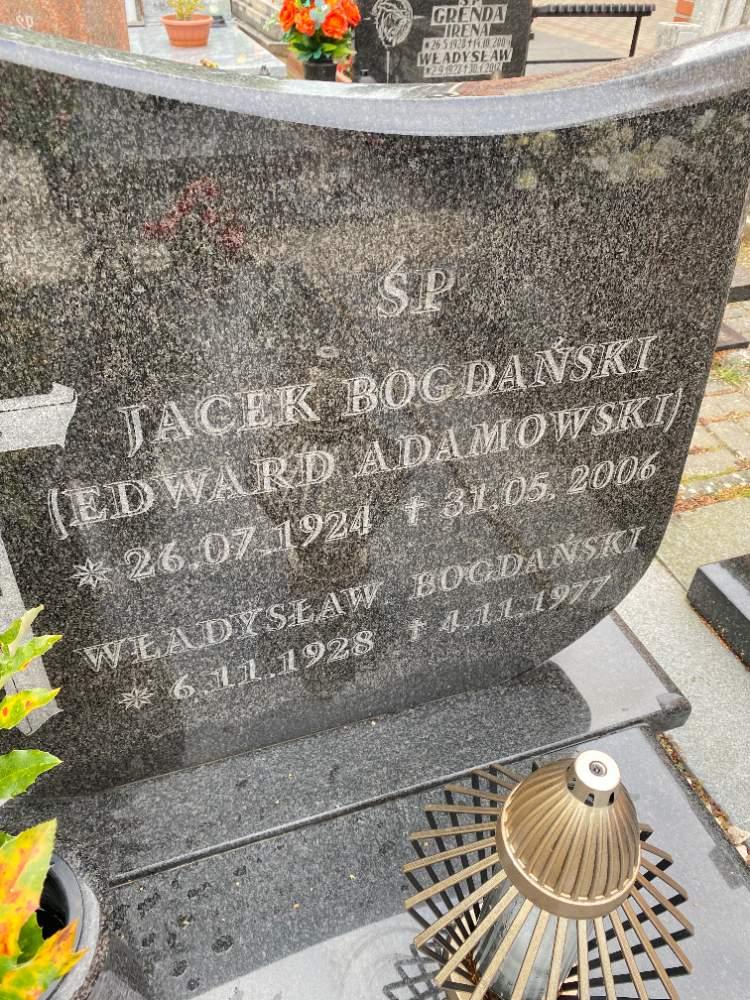 ŚP
GRENDA
IRENA
WŁADYSŁAW
ŚP
JACEK BOGDAŃSKI
(EDWARD ADAMOWSKI)
* 26.07.1924 † 31.05.2006
WŁADYSŁAW BOGDAŃSKI
* 6.11.1928 † 4.11.1977